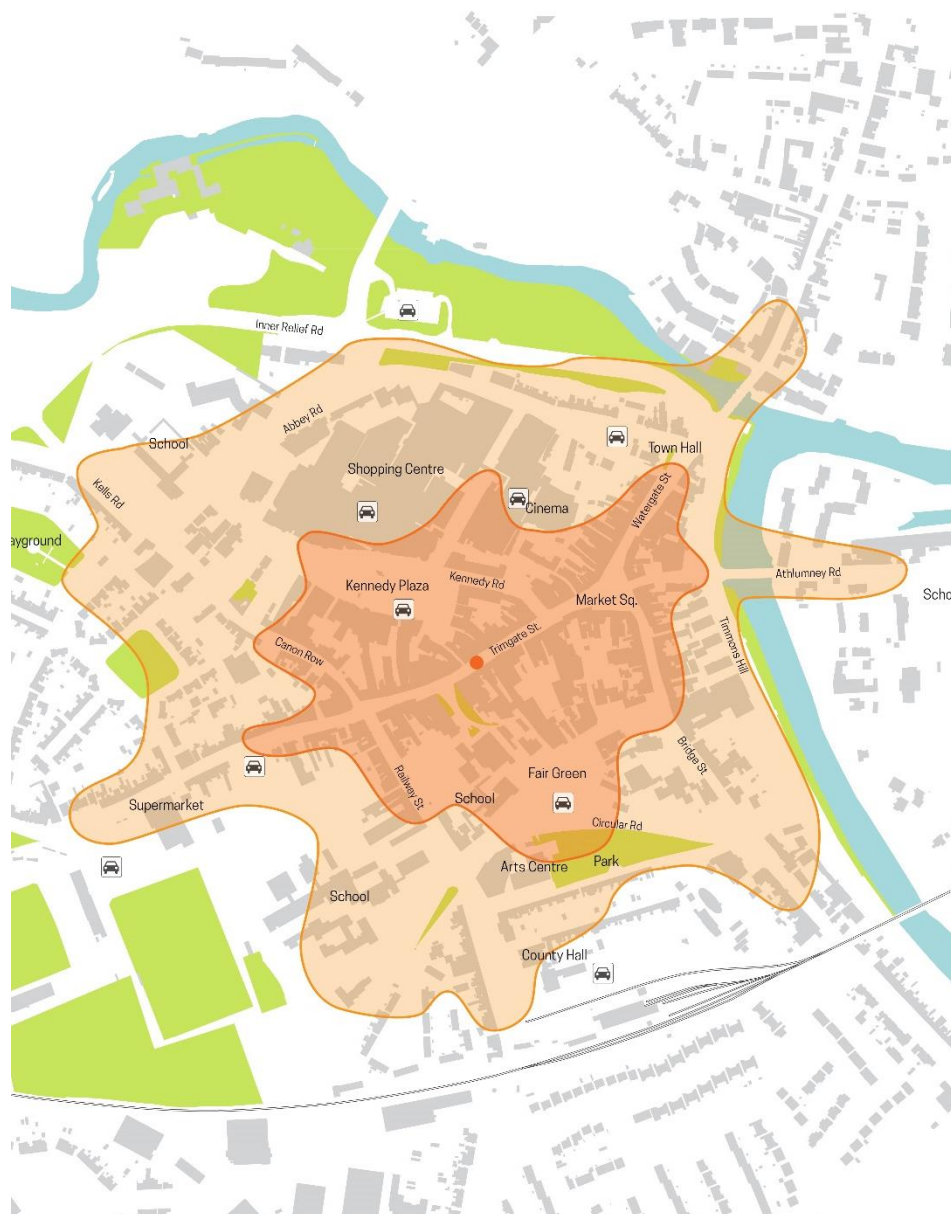 Inner Relief Rd
Abbey Rd
School
Town Hall
Shopping Centre
Kells Rd
Watergate St
Cinema
ayground
Kennedy Rd
Athlumney Rd
Kennedy Plaza
Scho
Market Sq.
Trimgate St.
Timmons Hill
Canon Row
Bridge St
Fair Green
Railway St
School
Supermarket
Circular Rd
Park
Arts Centre
School
County Hall